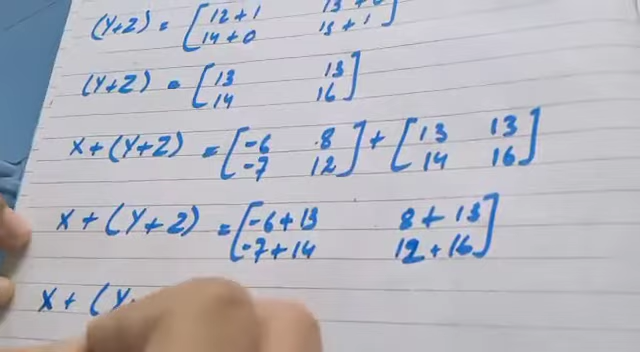 (Y+Z) = [12+1 13+0
14+0 15+1]
(Y+Z) = [13 13
14 16]
X+(Y+Z) = [-6 8 + [13 13
-7 12] 14 16]
X+(Y+Z) = [-6+13 8+13
-7+14 12+16]
X+(Y